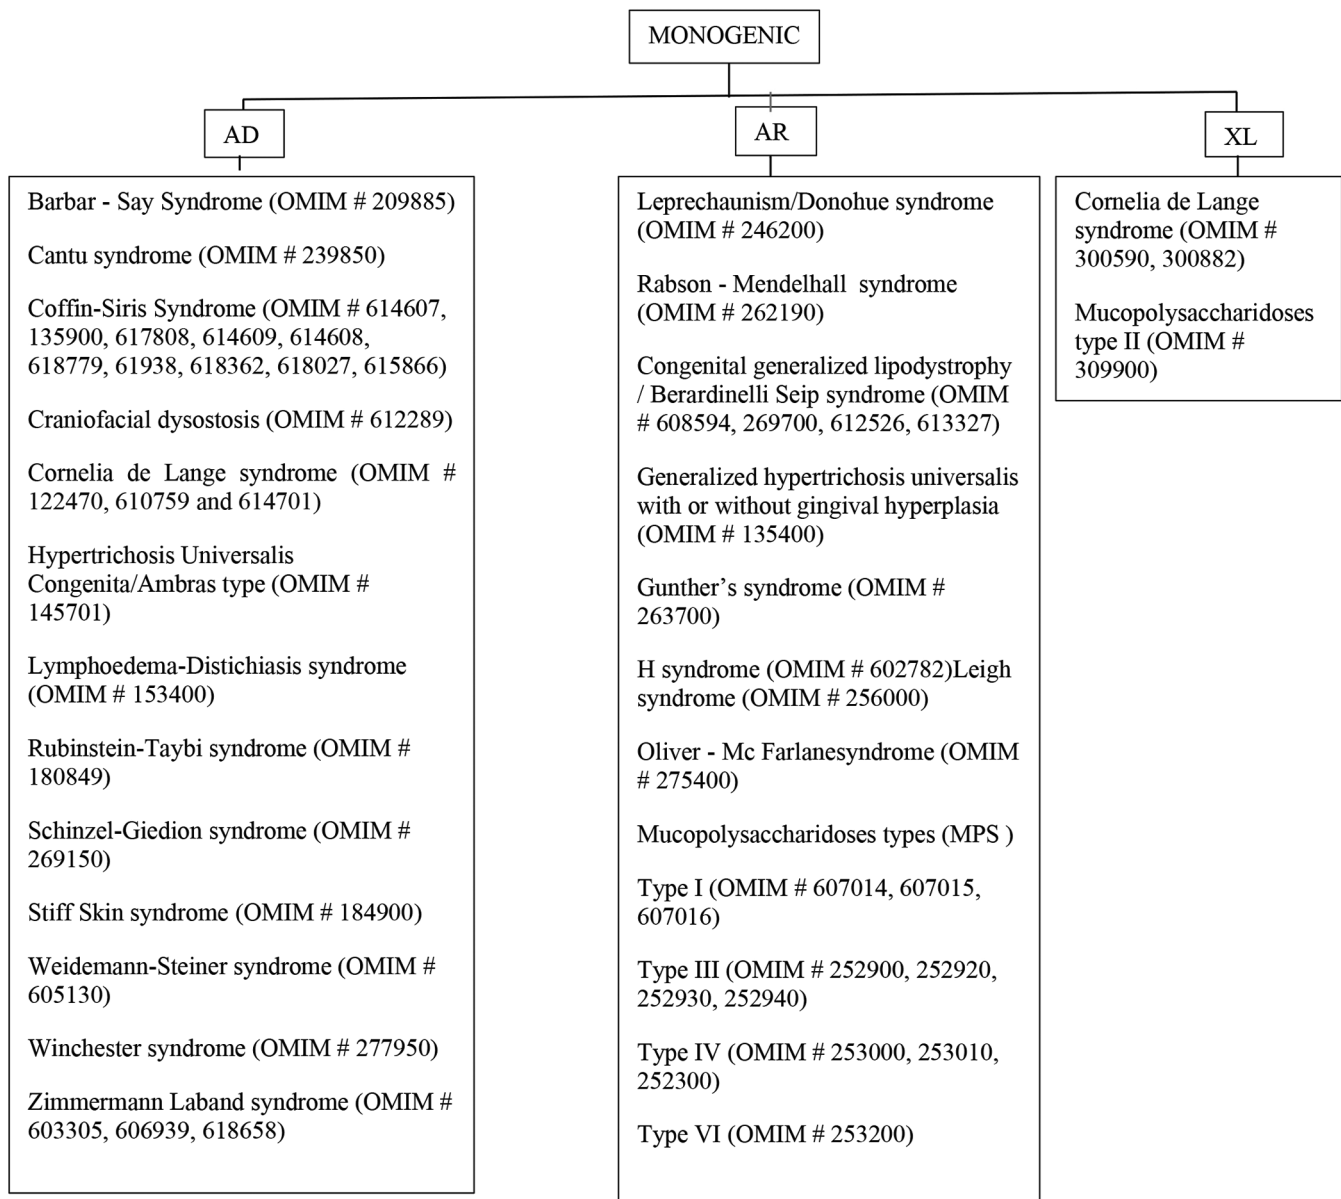 MONOGENIC
AD
Barbar - Say Syndrome (OMIM # 209885)
Cantu syndrome (OMIM # 239850)
Coffin-Siris Syndrome (OMIM # 614607,
135900, 617808, 614609, 614608,
618779, 61938, 618362, 618027, 615866)
Craniofacial dysostosis (OMIM # 612289)
Cornelia de Lange syndrome (OMIM #
122470, 610759 and 614701)
Hypertrichosis Universalis
Congenita/Ambras type (OMIM #
145701)
Lymphoedema-Distichiasis syndrome
(OMIM # 153400)
Rubinstein-Taybi syndrome (OMIM #
180849)
Schinzel-Giedion syndrome (OMIM #
269150)
Stiff Skin syndrome (OMIM # 184900)
Weidemann-Steiner syndrome (OMIM #
605130)
Winchester syndrome (OMIM # 277950)
Zimmermann Laband syndrome (OMIM #
603305, 606939, 618658)
AR
Leprechaunism/Donohue syndrome
(OMIM # 246200)
Rabson - Mendelhall syndrome
(OMIM # 262190)
Congenital generalized lipodystrophy
/ Berardinelli Seip syndrome (OMIM
# 608594, 269700, 612526, 613327)
Generalized hypertrichosis universalis
with or without gingival hyperplasia
(OMIM # 135400)
Gunther’s syndrome (OMIM #
263700)
H syndrome (OMIM # 602782)Leigh
syndrome (OMIM # 256000)
Oliver - Mc Farlanesyndrome (OMIM
# 275400)
Mucopolysaccharidoses types (MPS )
Type I (OMIM # 607014, 607015,
607016)
Type III (OMIM # 252900, 252920,
252930, 252940)
Type IV (OMIM # 253000, 253010,
252300)
Type VI (OMIM # 253200)
XL
Cornelia de Lange
syndrome (OMIM #
300590, 300882)
Mucopolysaccharidoses
type II (OMIM #
309900)